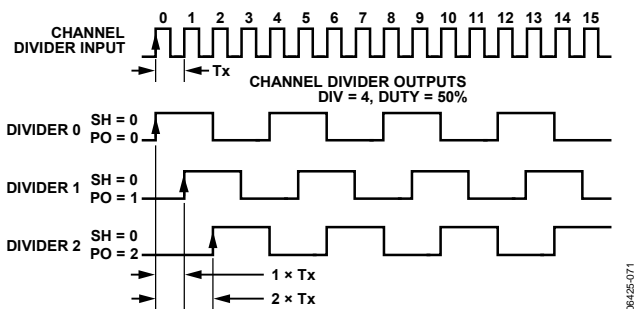 0 1 2 3 4 5 6 7 8 9 10 11 12 13 14 15
CHANNEL
DIVIDER INPUT
Tx
CHANNEL DIVIDER OUTPUTS
DIV = 4, DUTY = 50%
DIVIDER 0
SH = 0
PO = 0
DIVIDER 1
SH = 0
PO = 1
DIVIDER 2
SH = 0
PO = 2
1 × Tx
2 × Tx
06425-071